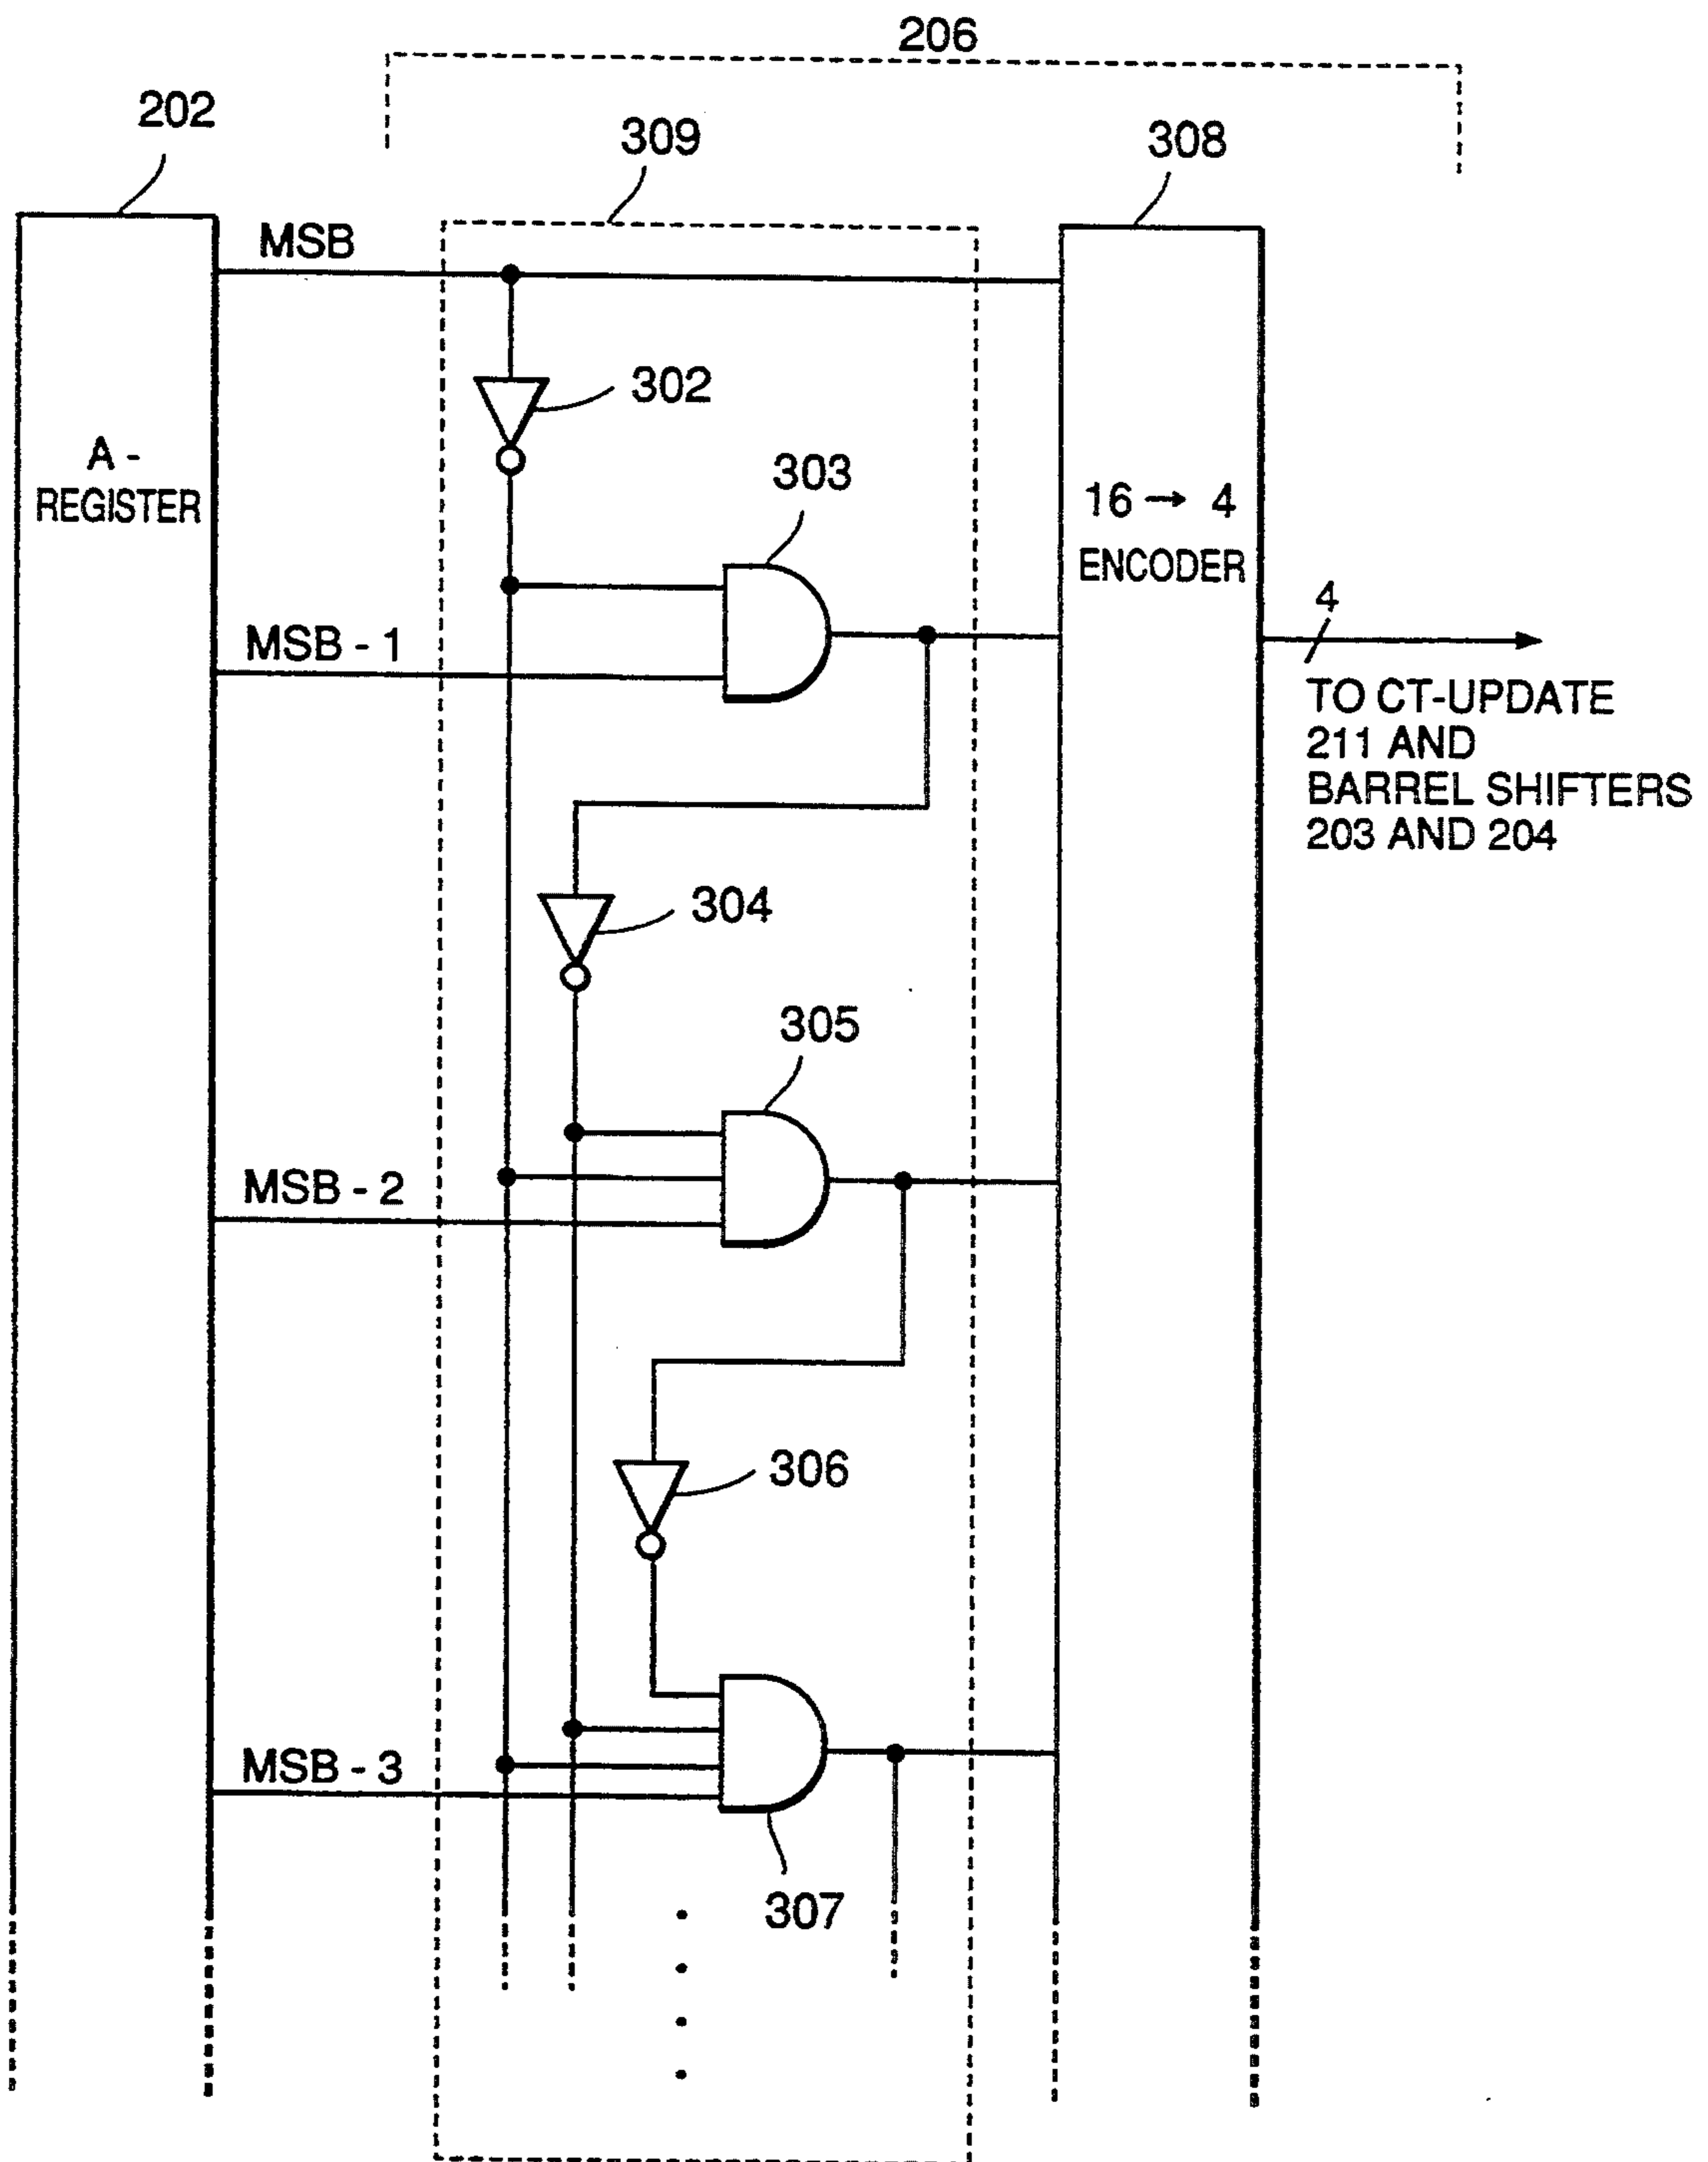 206
202
309
308
MSB
302
A -
REGISTER
303
16 → 4
ENCODER
4
MSB - 1
TO CT-UPDATE
211 AND
BARREL SHIFTERS
203 AND 204
304
305
MSB - 2
306
MSB - 3
307